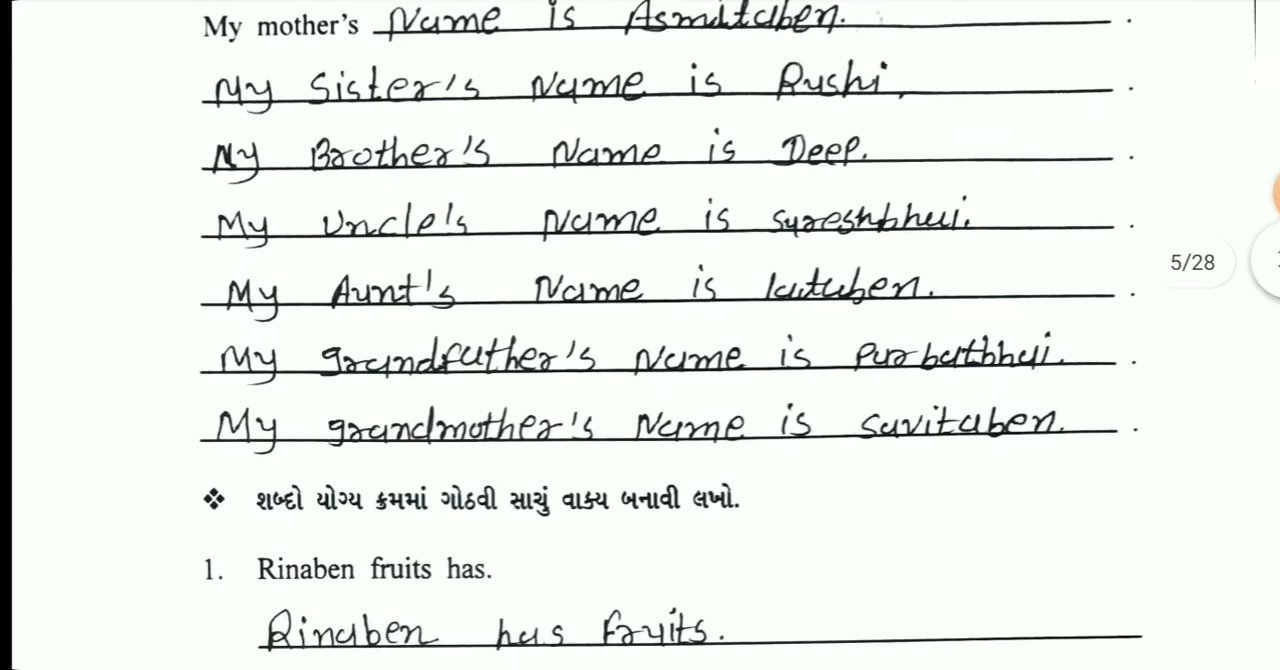 My mother's Name is Asmitaben.
My Sister's Name is Rushi.
My Brother's Name is Deep.
My Uncle's Name is Sureshbhai.
5/28
My Aunt's Name is lataben.
My grandfather's Name is Parbatbhai.
My grandmother's Name is Savitaben.
❖ શબ્દો યોગ્ય ક્રમમાં ગોઠવી સાચું વાક્ય બનાવી લખો.
1. Rinaben fruits has.
Rinaben has fruits.